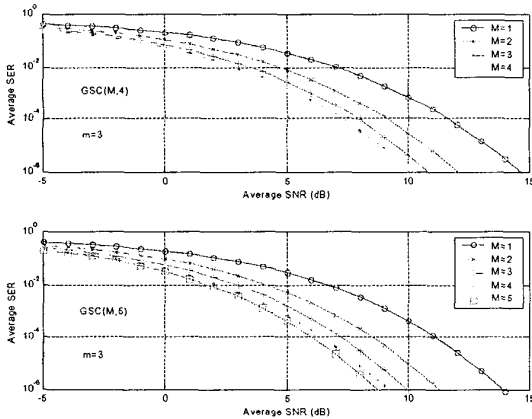 10^0
10^-2
10^-4
10^-6
Average SER
GSC(M,4)
m=3
M=1
M=2
M=3
M=4
-5
0
5
10
15
Average SNR (dB)
10^0
10^-2
10^-4
10^-6
Average SER
GSC(M,5)
m=3
M=1
M=2
M=3
M=4
M=5
-5
0
5
10
15
Average SNR (dB)